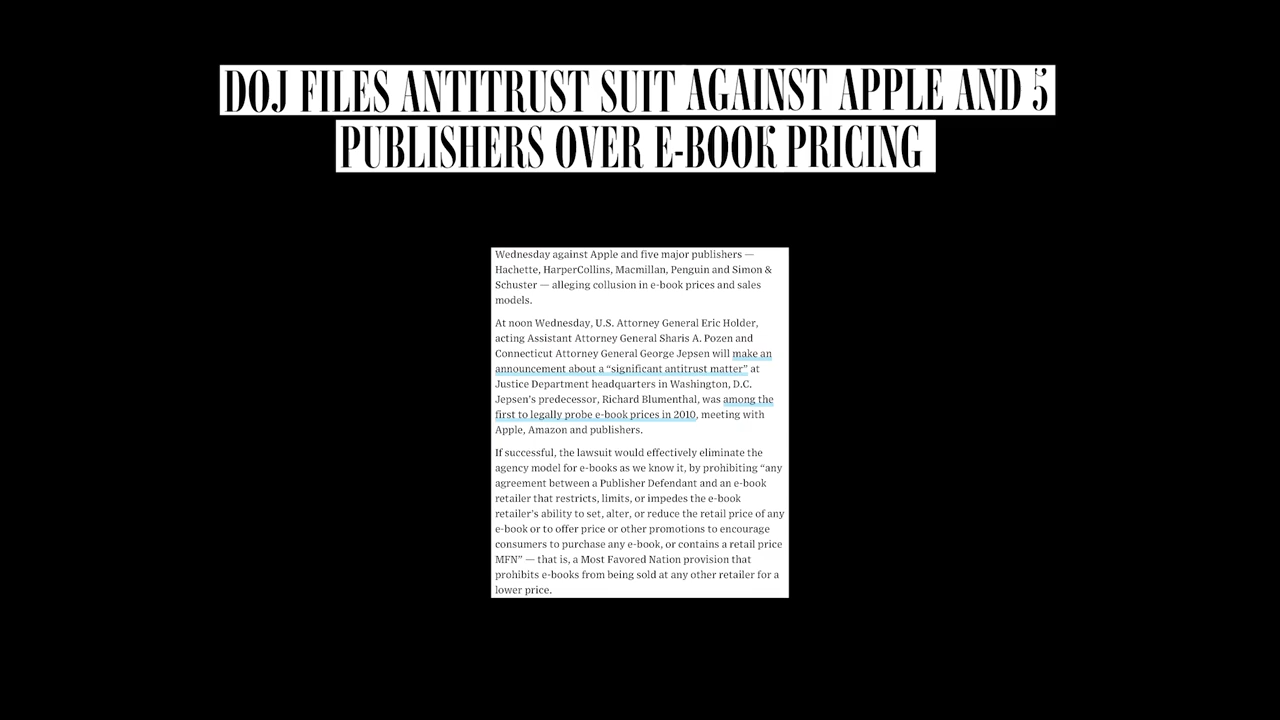 DOJ FILES ANTITRUST SUIT AGAINST APPLE AND 5
PUBLISHERS OVER E-BOOK PRICING
Wednesday against Apple and five major publishers —
Hachette, HarperCollins, Macmillan, Penguin and Simon &
Schuster — alleging collusion in e-book prices and sales
models.
At noon Wednesday, U.S. Attorney General Eric Holder,
acting Assistant Attorney General Sharis A. Pozen and
Connecticut Attorney General George Jepsen will make an
announcement about a “significant antitrust matter” at
Justice Department headquarters in Washington, D.C.
Jepsen’s predecessor, Richard Blumenthal, was among the
first to legally probe e-book prices in 2010, meeting with
Apple, Amazon and publishers.
If successful, the lawsuit would effectively eliminate the
agency model for e-books as we know it, by prohibiting “any
agreement between a Publisher Defendant and an e-book
retailer that restricts, limits, or impedes the e-book
retailer’s ability to set, alter, or reduce the retail price of any
e-book or to offer price or other promotions to encourage
consumers to purchase any e-book, or contains a retail price
MFN” — that is, a Most Favored Nation provision that
prohibits e-books from being sold at any other retailer for a
lower price.